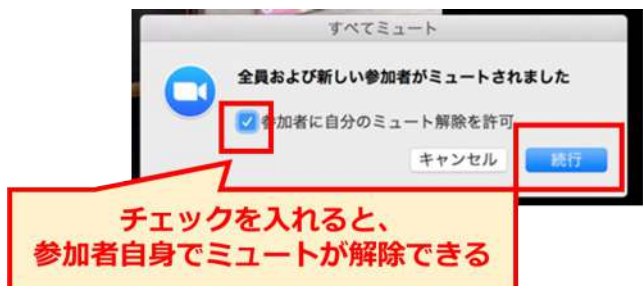 すべてミュート
全員および新しい参加者がミュートされました
参加者に自分のミュート解除を許可
キャンセル
続行
チェックを入れると、
参加者自身でミュートが解除できる